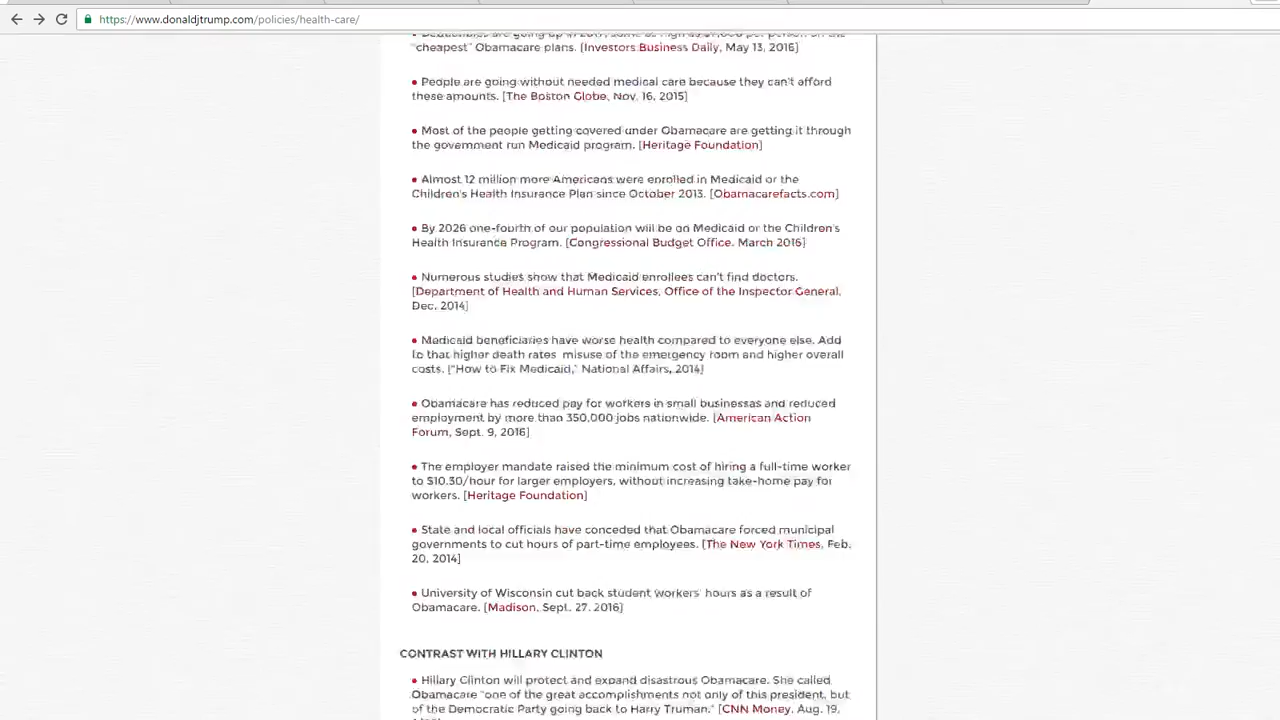 https://www.donaldjtrump.com/policies/health-care/
"cheapest" Obamacare plans. [Investors Business Daily, May 13, 2016]
• People are going without needed medical care because they can't afford
these amounts. [The Boston Globe, Nov. 16, 2015]
• Most of the people getting covered under Obamacare are getting it through
the government run Medicaid program. [Heritage Foundation]
• Almost 12 million more Americans were enrolled in Medicaid or the
Children's Health Insurance Plan since October 2013. [Obamacarefacts.com]
• By 2026 one-fourth of our population will be on Medicaid or the Children's
Health Insurance Program. [Congressional Budget Office. March 2016]
• Numerous studies show that Medicaid enrollees can't find doctors.
[Department of Health and Human Services, Office of the Inspector General,
Dec. 2014]
• Medicaid beneficiaries have worse health compared to everyone else. Add
to that higher death rates misuse of the emergency room and higher overall
costs. ["How to Fix Medicaid," National Affairs, 2014]
• Obamacare has reduced pay for workers in small businesses and reduced
employment by more than 350,000 jobs nationwide. [American Action
Forum, Sept. 9, 2016]
• The employer mandate raised the minimum cost of hiring a full-time worker
to $10.30/hour for larger employers, without increasing take-home pay for
workers. [Heritage Foundation]
• State and local officials have conceded that Obamacare forced municipal
governments to cut hours of part-time employees. [The New York Times, Feb.
20, 2014]
• University of Wisconsin cut back student workers' hours as a result of
Obamacare. [Madison, Sept. 27, 2016]
CONTRAST WITH HILLARY CLINTON
• Hillary Clinton will protect and expand disastrous Obamacare. She called
Obamacare "one of the great accomplishments not only of this president, but
of the Democratic Party going back to Harry Truman." [CNN Money, Aug. 19,